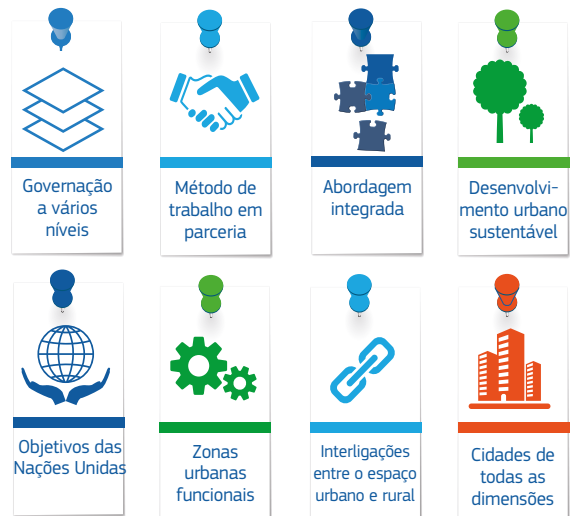 Governação
a vários
níveis
Método de
trabalho em
parceria
Abordagem
integrada
Desenvolvi-
mento urbano
sustentável
Objetivos das
Nações Unidas
Zonas
urbanas
funcionais
Interligações
entre o espaço
urbano e rural
Cidades de
todas as
dimensões